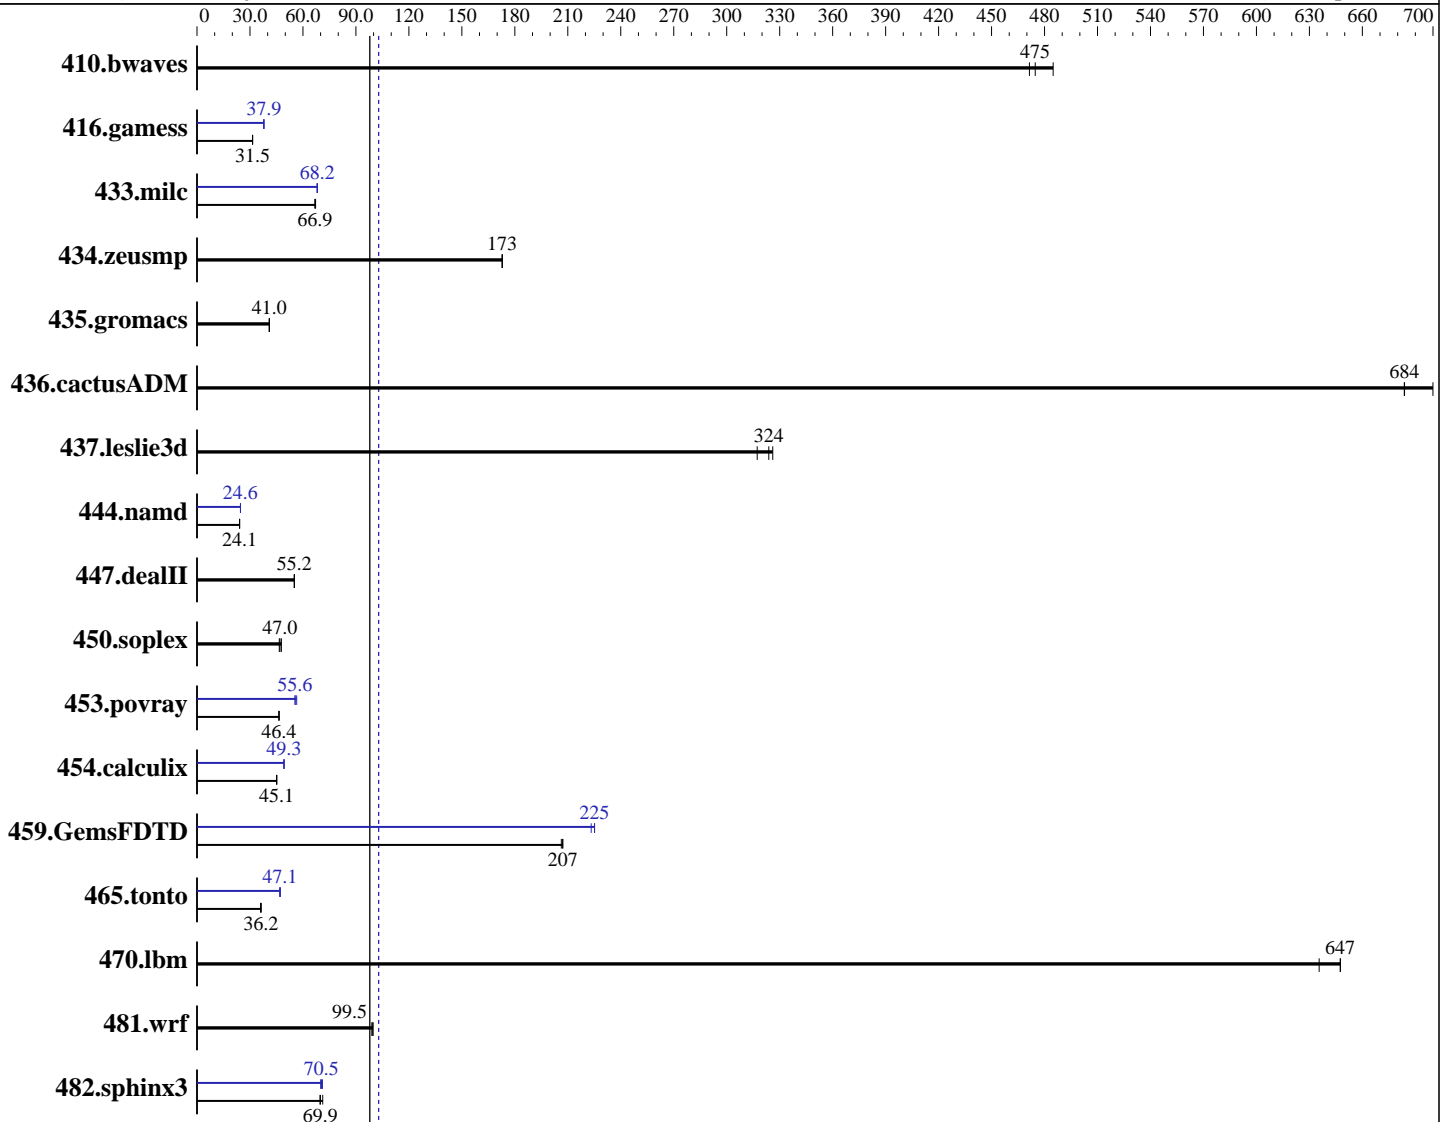 0 30.0 60.0 90.0 120 150 180 210 240 270 300 330 360 390 420 450 480 510 540 570 600 630 660 700
410.bwaves 475
416.gamess 37.9
31.5
433.milc 68.2
66.9
434.zeusmp 173
435.gromacs 41.0
436.cactusADM 684
437.leslie3d 324
444.namd 24.6
24.1
447.dealII 55.2
450.soplex 47.0
453.povray 55.6
46.4
454.calculix 49.3
45.1
459.GemsFDTD 225
207
465.tonto 47.1
36.2
470.lbm 647
481.wrf 99.5
482.sphinx3 70.5
69.9